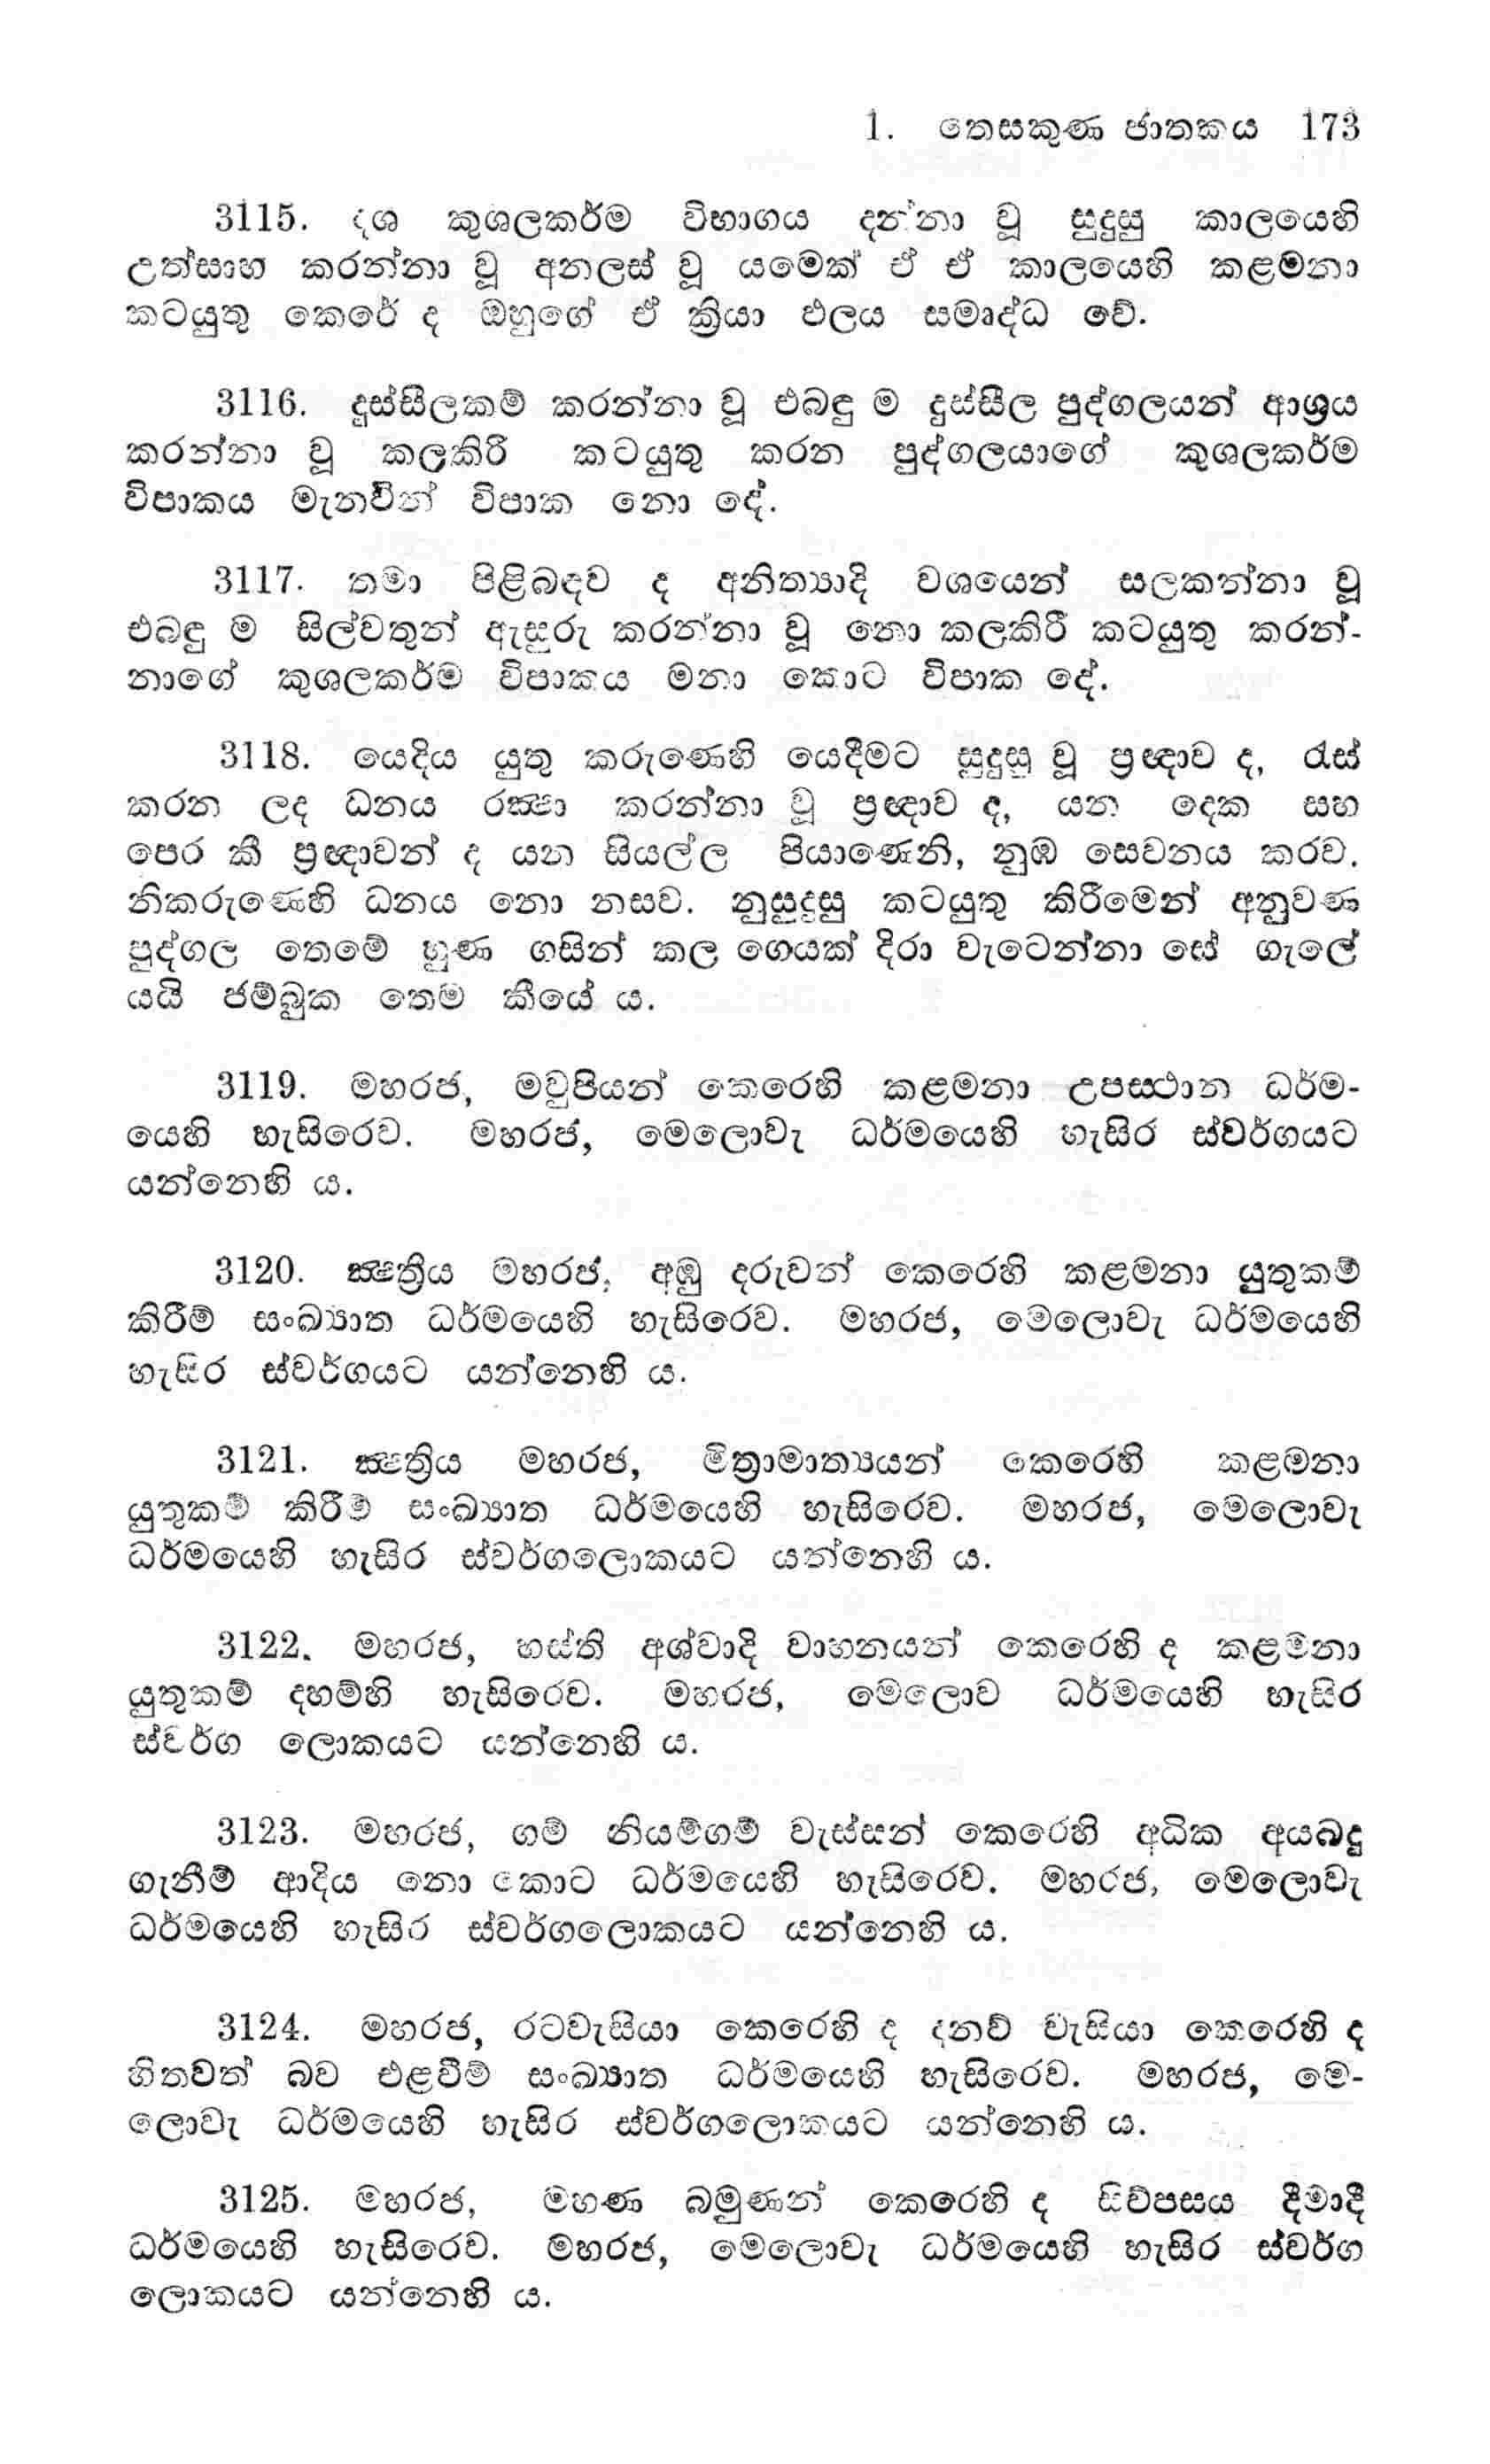 1. තෙසකුණ ජාතකය 173
3115. දශ කුශලකර්ම විභාගය දන්නා වූ සුදුසු කාලයෙහි
උත්සාහ කරන්නා වූ අනලස් වූ යමෙක් ඒ ඒ කාලයෙහි කළමනා
කටයුතු කෙරේ ද ඔහුගේ ඒ ක්‍රියා ඵලය සමෘද්ධ වේ.
3116. දුස්සීලකම් කරන්නා වූ එබඳු ම දුස්සීල පුද්ගලයන් ආශ්‍රය
කරන්නා වූ කලකිරී කටයුතු කරන පුද්ගලයාගේ කුශලකර්ම
විපාකය මැනවින් විපාක නො දේ.
3117. තමා පිළිබඳව ද අනිත්‍යාදි වශයෙන් සලකන්නා වූ
එබඳු ම සිල්වතුන් ඇසුරු කරන්නා වූ නො කලකිරී කටයුතු කරන්-
නාගේ කුශලකර්ම විපාකය මනා කොට විපාක දේ.
3118. යෙදිය යුතු කරුණෙහි යෙදීමට සුදුසු වූ ප්‍රඥාව ද, රැස්
කරන ලද ධනය රක්‍ෂා කරන්නා වූ ප්‍රඥාව ද, යන දෙක සහ
පෙර කී ප්‍රඥාවන් ද යන සියල්ල පියාණෙනි, නුඹ සෙවනය කරව.
නිකරුණෙහි ධනය නො නසව. නුසුදුසු කටයුතු කිරීමෙන් අනුවණ
පුද්ගල තෙමේ හුණ ගසින් කල ගෙයක් දිරා වැටෙන්නා සේ ගැලේ
යයි ජම්බුක තෙම කීයේ ය.
3119. මහරජ, මවුපියන් කෙරෙහි කළමනා උපස්ථාන ධර්ම-
යෙහි හැසිරෙව. මහරජ, මෙලොවැ ධර්මයෙහි හැසිර ස්වර්ගයට
යන්නෙහි ය.
3120. ක්‍ෂත්‍රිය මහරජ, අඹු දරුවන් කෙරෙහි කළමනා යුතුකම්
කිරීම් සංඛ්‍යාත ධර්මයෙහි හැසිරෙව. මහරජ, මෙලොවැ ධර්මයෙහි
හැසිර ස්වර්ගයට යන්නෙහි ය.
3121. ක්‍ෂත්‍රිය මහරජ, මිත්‍රාමාත්‍යයන් කෙරෙහි කළමනා
යුතුකම් කිරීම් සංඛ්‍යාත ධර්මයෙහි හැසිරෙව. මහරජ, මෙලොවැ
ධර්මයෙහි හැසිර ස්වර්ගලොකයට යන්නෙහි ය.
3122. මහරජ, හස්ති අශ්වාදි වාහනයන් කෙරෙහි ද කළමනා
යුතුකම් දහම්හි හැසිරෙව. මහරජ, මෙලොව ධර්මයෙහි හැසිර
ස්වර්ග ලොකයට යන්නෙහි ය.
3123. මහරජ, ගම් නියම්ගම් වැස්සන් කෙරෙහි අධික අයබදු
ගැනීම් ආදිය නො කොට ධර්මයෙහි හැසිරෙව. මහරජ, මෙලොවැ
ධර්මයෙහි හැසිර ස්වර්ගලොකයට යන්නෙහි ය.
3124. මහරජ, රටවැසියා කෙරෙහි ද දනව් වැසියා කෙරෙහි ද
හිතවත් බව එළවීම් සංඛ්‍යාත ධර්මයෙහි හැසිරෙව. මහරජ, මෙ-
ලොවැ ධර්මයෙහි හැසිර ස්වර්ගලොකයට යන්නෙහි ය.
3125. මහරජ, මහණ බමුණන් කෙරෙහි ද සිව්පසය දීමාදී
ධර්මයෙහි හැසිරෙව. මහරජ, මෙලොවැ ධර්මයෙහි හැසිර ස්වර්ග
ලොකයට යන්නෙහි ය.